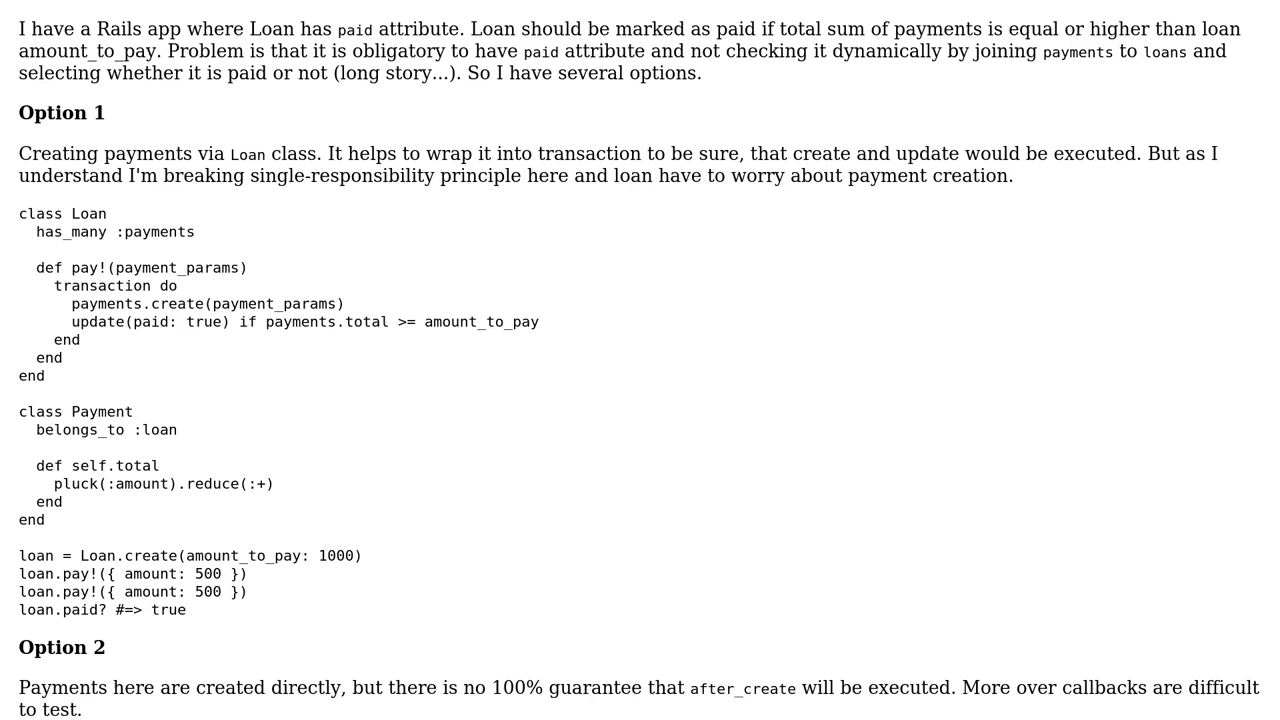 I have a Rails app where Loan has paid attribute. Loan should be marked as paid if total sum of payments is equal or higher than loan
amount_to_pay. Problem is that it is obligatory to have paid attribute and not checking it dynamically by joining payments to loans and
selecting whether it is paid or not (long story...). So I have several options.
Option 1
Creating payments via Loan class. It helps to wrap it into transaction to be sure, that create and update would be executed. But as I
understand I'm breaking single-responsibility principle here and loan have to worry about payment creation.
class Loan
  has_many :payments
  def pay!(payment_params)
    transaction do
      payments.create(payment_params)
      update(paid: true) if payments.total >= amount_to_pay
    end
  end
end
class Payment
  belongs_to :loan
  def self.total
    pluck(:amount).reduce(:+)
  end
end
loan = Loan.create(amount_to_pay: 1000)
loan.pay!({ amount: 500 })
loan.pay!({ amount: 500 })
loan.paid? #=> true
Option 2
Payments here are created directly, but there is no 100% guarantee that after_create will be executed. More over callbacks are difficult
to test.